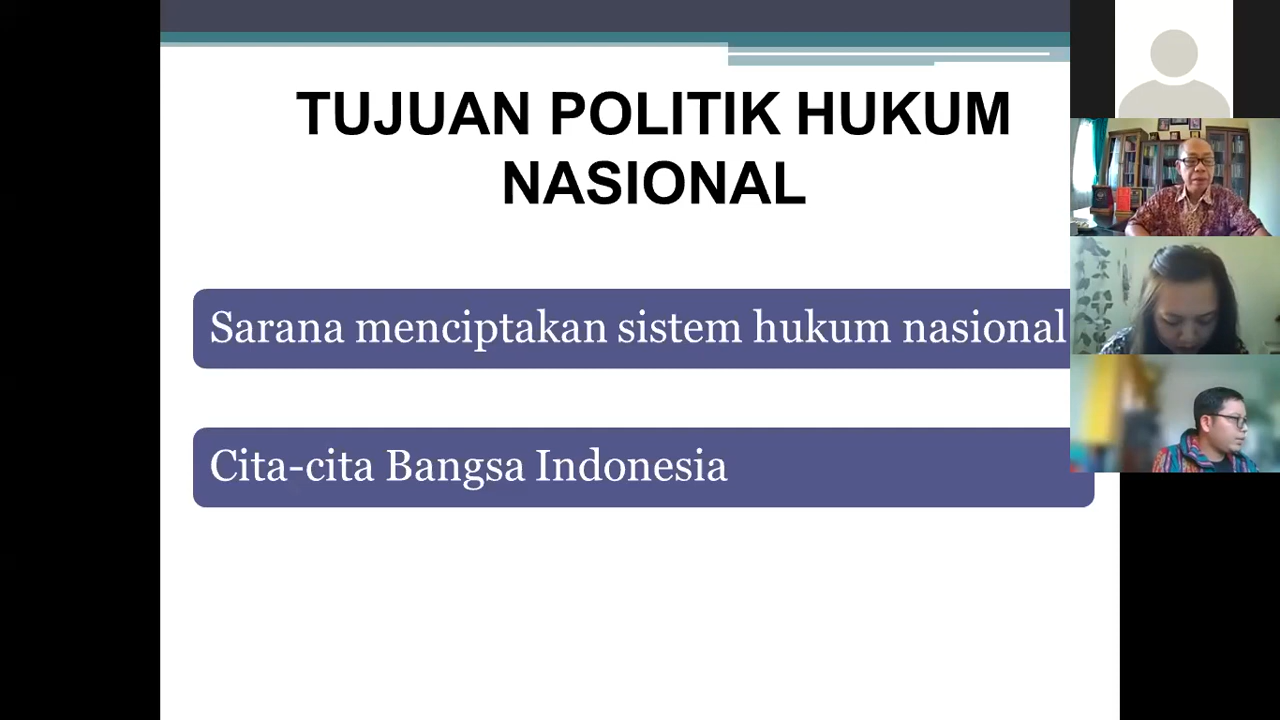 TUJUAN POLITIK HUKUM
NASIONAL
Sarana menciptakan sistem hukum nasional
Cita-cita Bangsa Indonesia